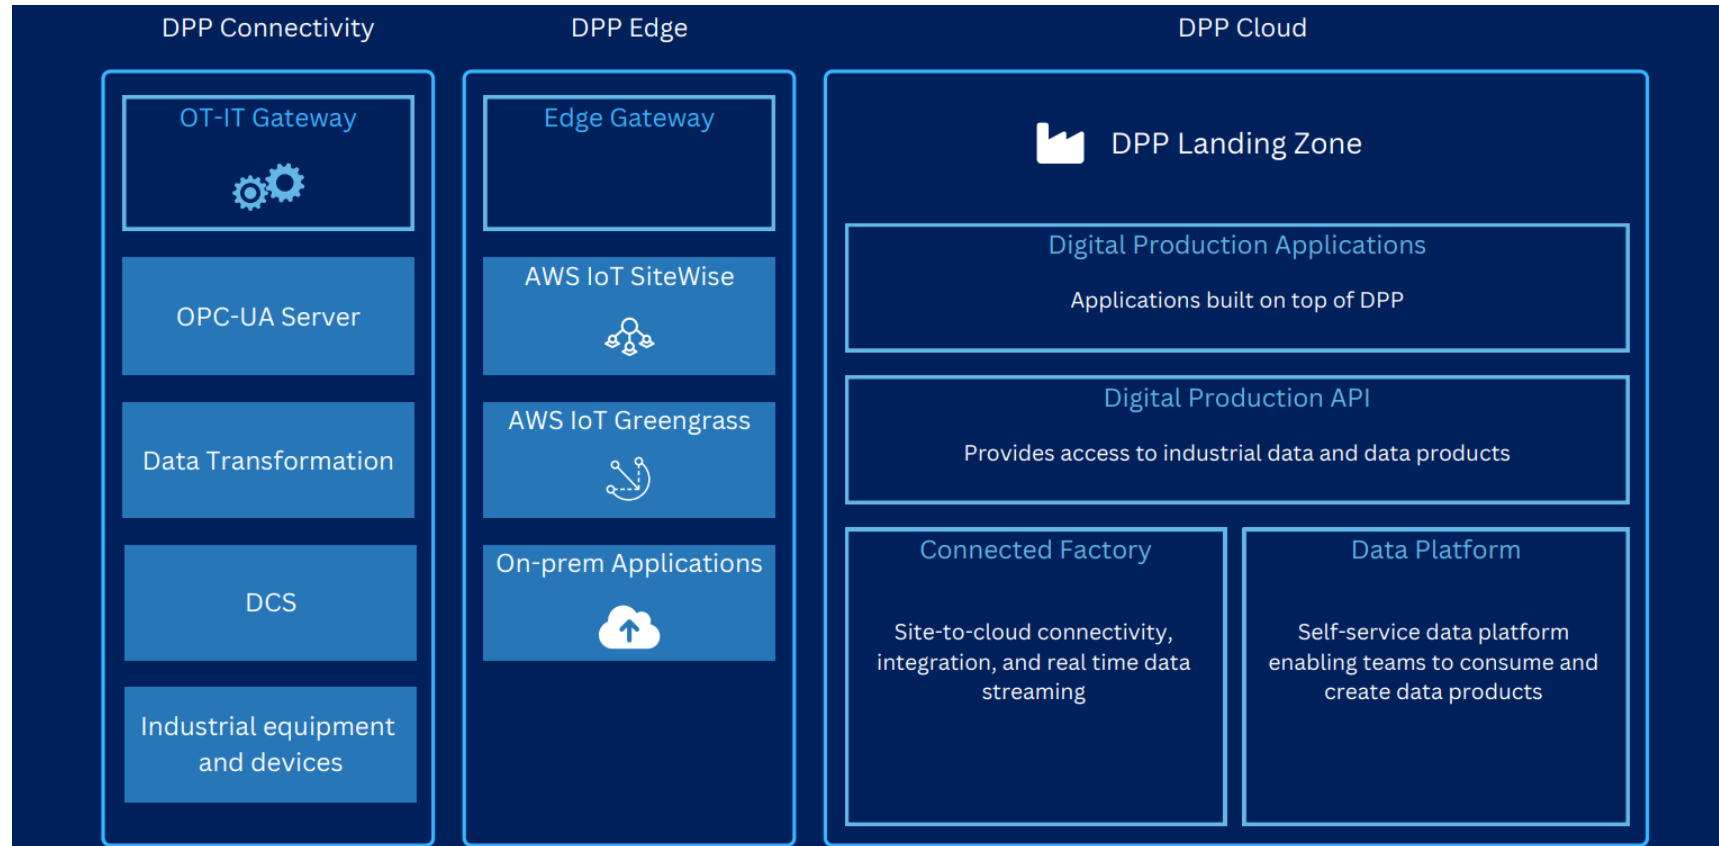 DPP Connectivity
OT-IT Gateway
OPC-UA Server
Data Transformation
DCS
Industrial equipment
and devices
DPP Edge
Edge Gateway
AWS IoT SiteWise
AWS IoT Greengrass
On-prem Applications
DPP Cloud
DPP Landing Zone
Digital Production Applications
Applications built on top of DPP
Digital Production API
Provides access to industrial data and data products
Connected Factory
Site-to-cloud connectivity,
integration, and real time data
streaming
Data Platform
Self-service data platform
enabling teams to consume and
create data products